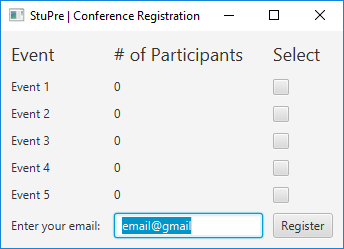 StuPre | Conference Registration
Event # of Participants Select
Event 1 0
Event 2 0
Event 3 0
Event 4 0
Event 5 0
Enter your email: email@gmail Register